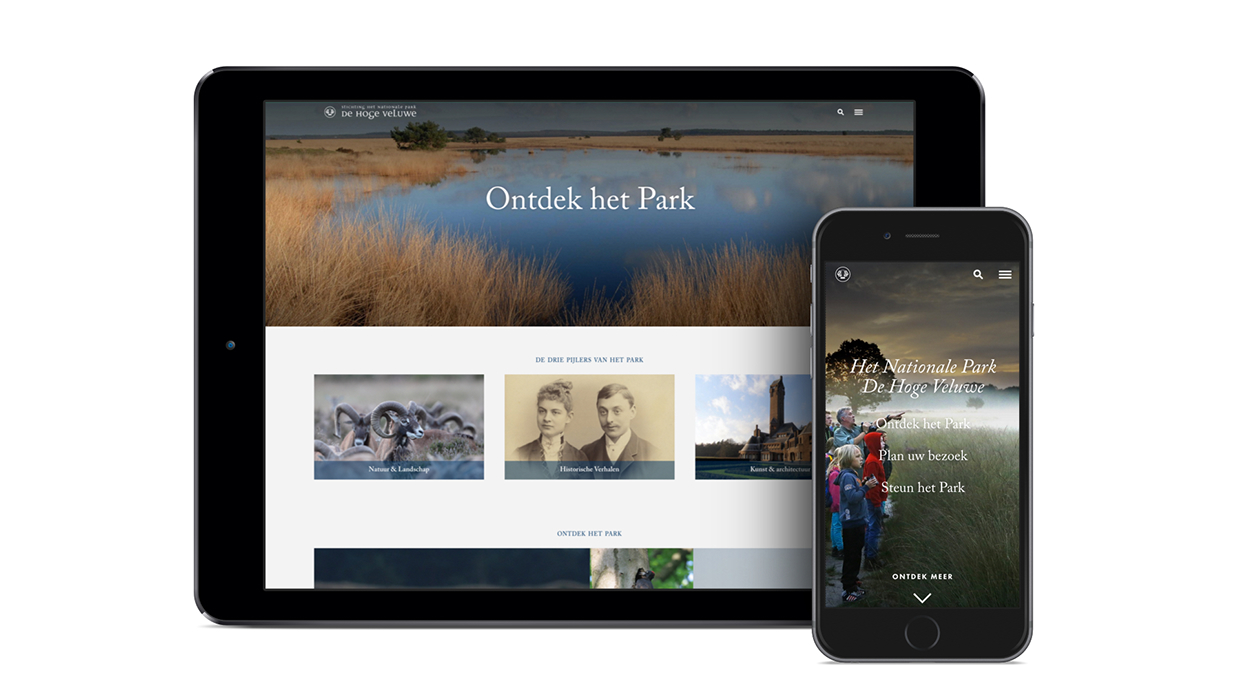 STICHTING HET NATIONALE PARK
DE HOGE VELUWE
Ontdek het Park
DE DRIE PIJLERS VAN HET PARK
Natuur & Landschap
Historische Verhalen
Kunst & architectuur
ONTDEK HET PARK
Het Nationale Park
De Hoge Veluwe
Ontdek het Park
Plan uw bezoek
Steun het Park
ONTDEK MEER